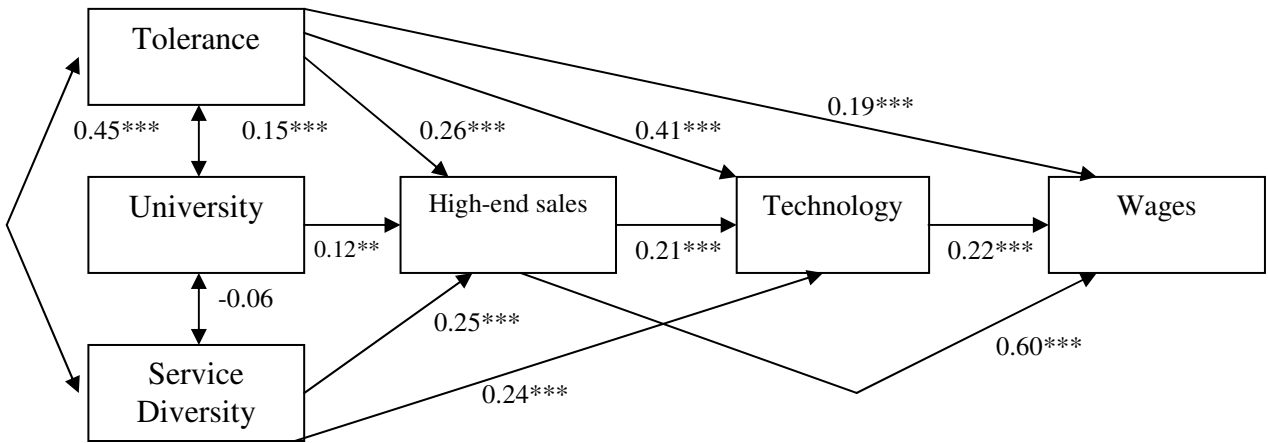 Tolerance
0.45***
0.15***
0.26***
0.41***
0.19***
University
High-end sales
Technology
Wages
0.12**
0.21***
0.22***
-0.06
0.25***
0.60***
Service
Diversity
0.24***